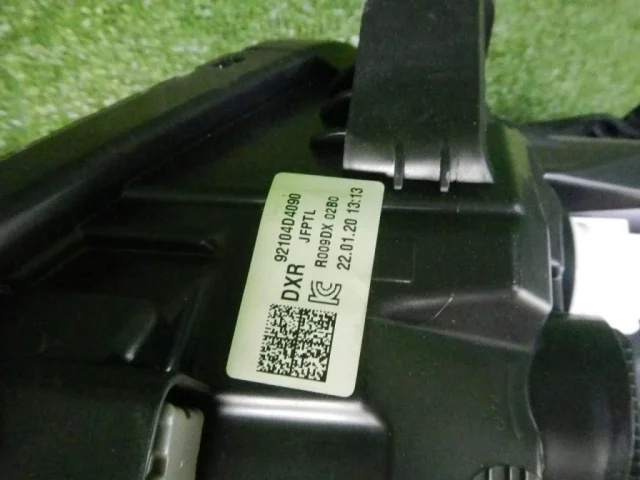 92104D4090
DXR JFPTL
R009DX 02B0
22.01.20 13:13